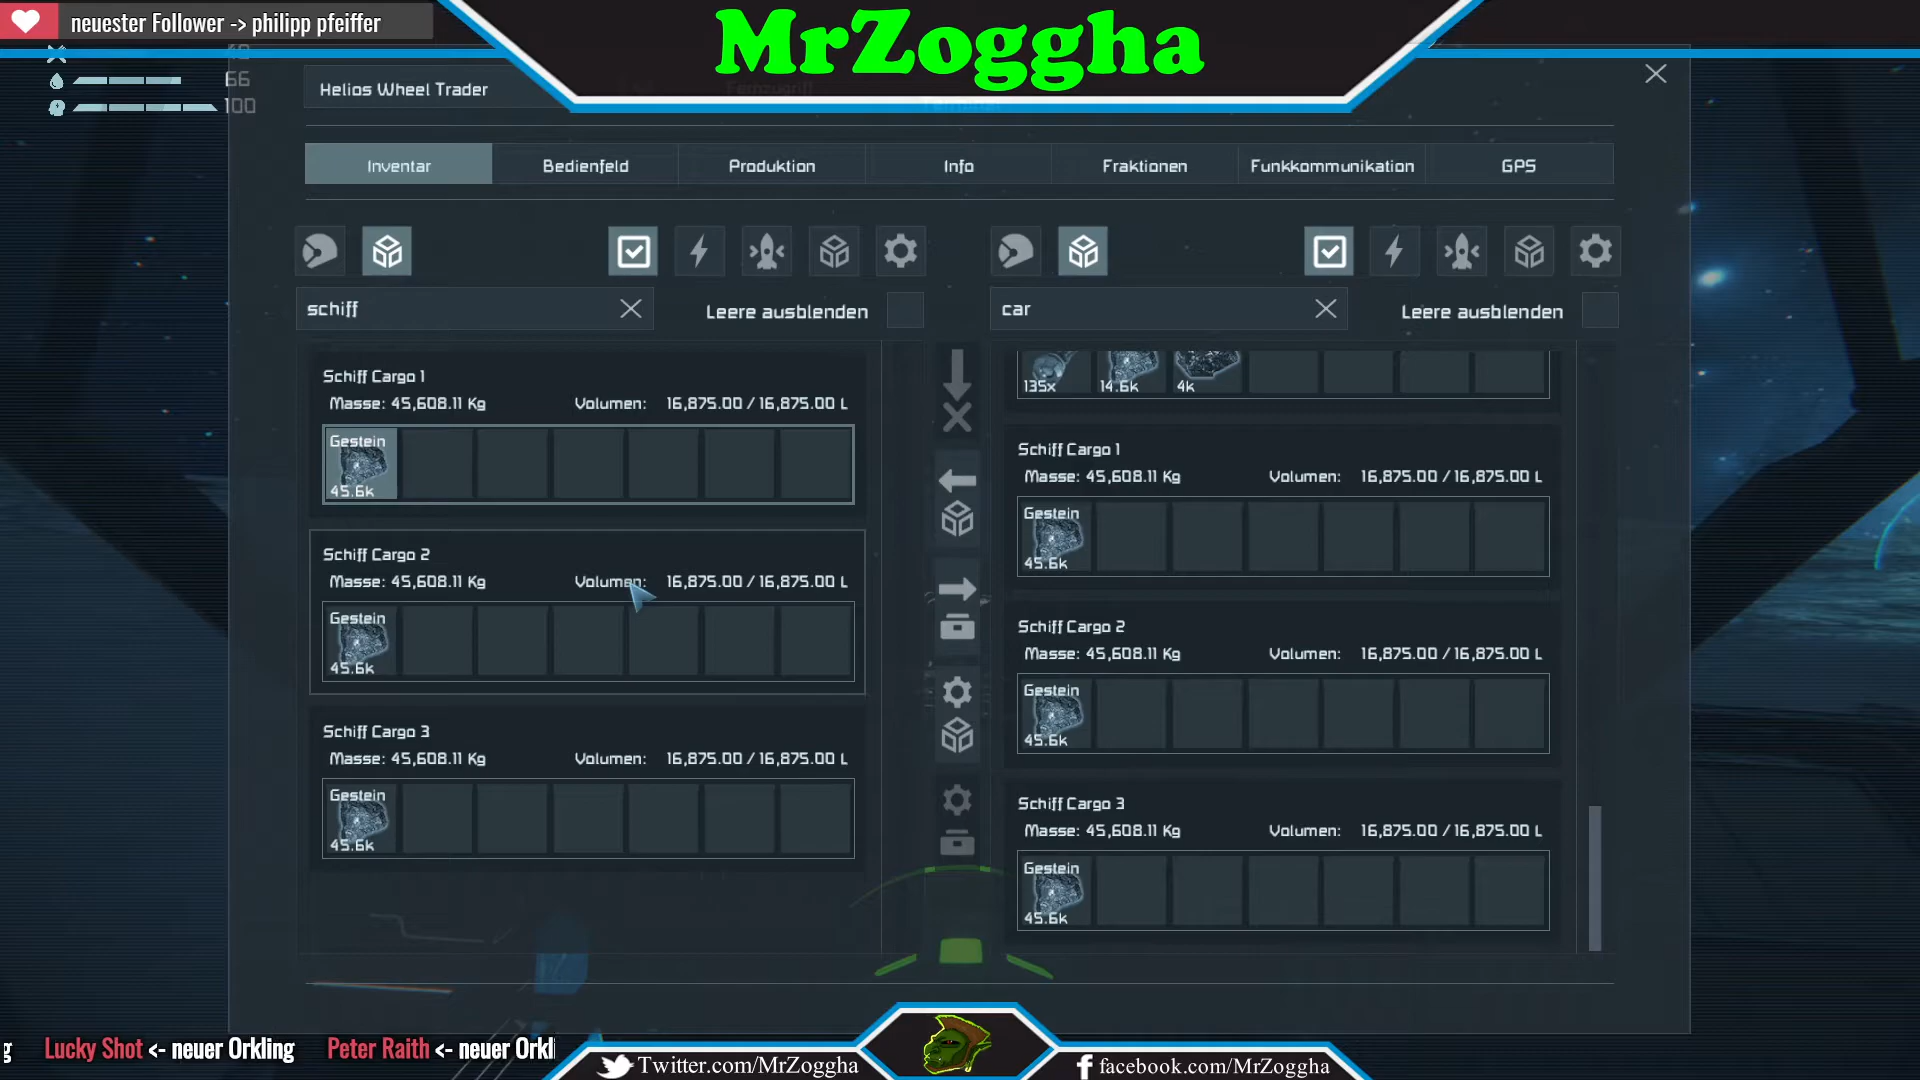 neuester Follower -> philipp pfeiffer
MrZoggha
66
100
Helios Wheel Trader
Inventar
Bedienfeld
Produktion
Info
Fraktionen
Funkkommunikation
GPS
schiff
Leere ausblenden
car
Leere ausblenden
Schiff Cargo 1
Masse: 45,608.11 Kg
Volumen: 16,875.00 / 16,875.00 L
Gestein
45.6k
Schiff Cargo 2
Masse: 45,608.11 Kg
Volumen: 16,875.00 / 16,875.00 L
Gestein
45.6k
Schiff Cargo 3
Masse: 45,608.11 Kg
Volumen: 16,875.00 / 16,875.00 L
Gestein
45.6k
135x
14.6k
4k
Schiff Cargo 1
Masse: 45,608.11 Kg
Volumen: 16,875.00 / 16,875.00 L
Gestein
45.6k
Schiff Cargo 2
Masse: 45,608.11 Kg
Volumen: 16,875.00 / 16,875.00 L
Gestein
45.6k
Schiff Cargo 3
Masse: 45,608.11 Kg
Volumen: 16,875.00 / 16,875.00 L
Gestein
45.6k
g Lucky Shot <- neuer Orkling Peter Raith <- neuer Orkli
Twitter.com/MrZoggha
facebook.com/MrZoggha